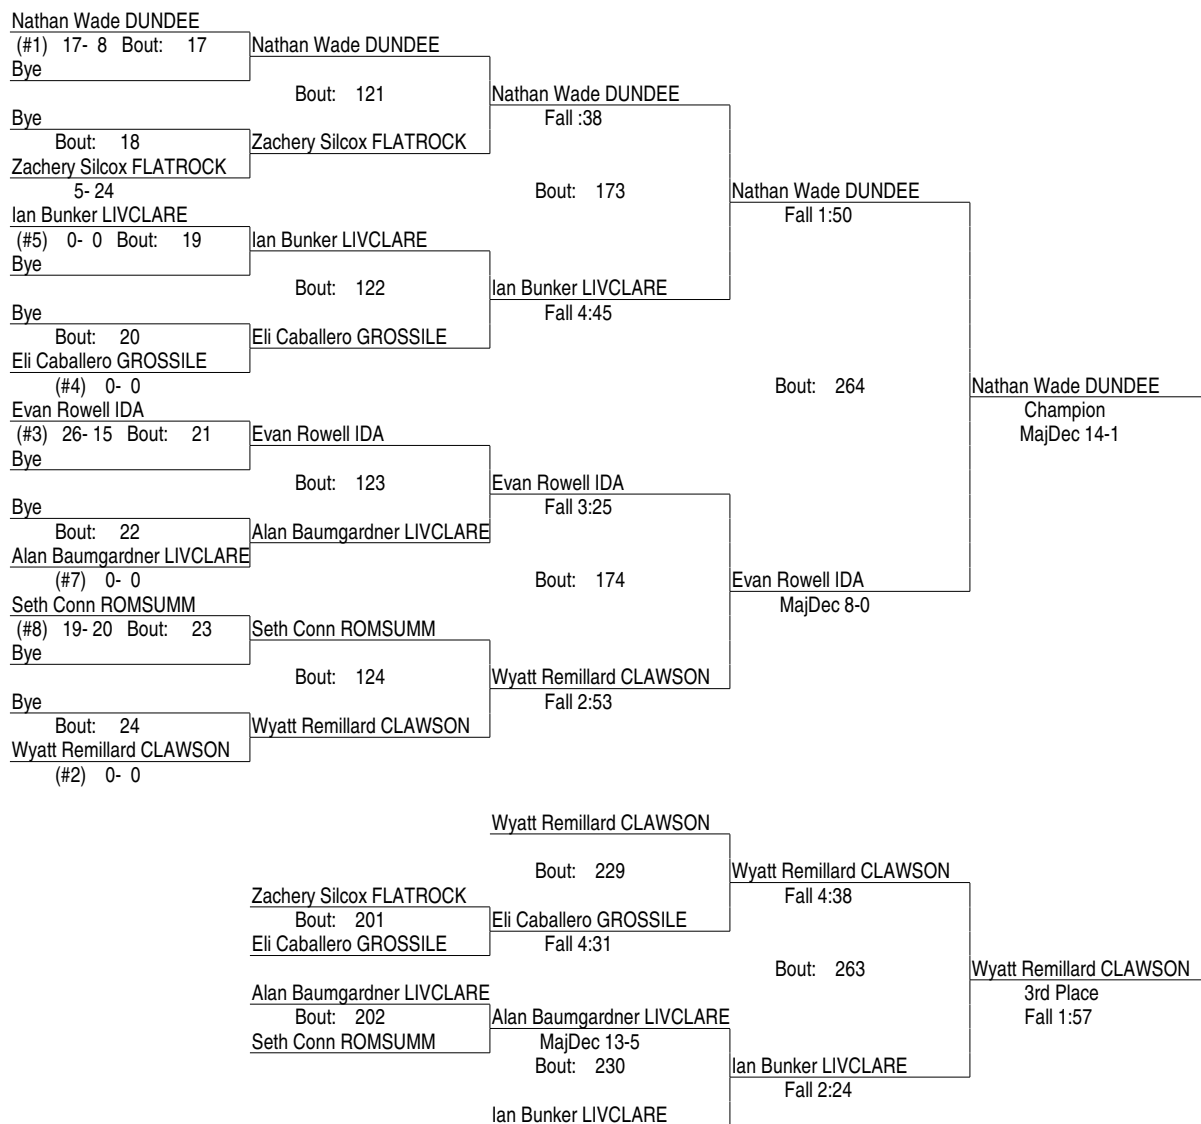 Nathan Wade DUNDEE
(#1) 17- 8 Bout: 17 Nathan Wade DUNDEE
Bye
Bout: 121 Nathan Wade DUNDEE
Bye Fall :38
Bout: 18 Zachery Silcox FLATROCK
Zachery Silcox FLATROCK
5- 24 Bout: 173 Nathan Wade DUNDEE
Ian Bunker LIVCLARE Fall 1:50
(#5) 0- 0 Bout: 19 Ian Bunker LIVCLARE
Bye
Bout: 122 Ian Bunker LIVCLARE
Bye Fall 4:45
Bout: 20 Eli Caballero GROSSILE
Eli Caballero GROSSILE
(#4) 0- 0 Bout: 264 Nathan Wade DUNDEE
Evan Rowell IDA Champion
(#3) 26- 15 Bout: 21 Evan Rowell IDA MajDec 14-1
Bye
Bout: 123 Evan Rowell IDA
Bye Fall 3:25
Bout: 22 Alan Baumgardner LIVCLARE
Alan Baumgardner LIVCLARE
(#7) 0- 0 Bout: 174 Evan Rowell IDA
Seth Conn ROMSUMM MajDec 8-0
(#8) 19- 20 Bout: 23 Seth Conn ROMSUMM
Bye
Bout: 124 Wyatt Remillard CLAWSON
Bye Fall 2:53
Bout: 24 Wyatt Remillard CLAWSON
Wyatt Remillard CLAWSON
(#2) 0- 0
Wyatt Remillard CLAWSON
Bout: 229 Wyatt Remillard CLAWSON
Zachery Silcox FLATROCK Fall 4:38
Bout: 201 Eli Caballero GROSSILE
Eli Caballero GROSSILE Fall 4:31
Bout: 263 Wyatt Remillard CLAWSON
Alan Baumgardner LIVCLARE 3rd Place
Bout: 202 Alan Baumgardner LIVCLARE Fall 1:57
Seth Conn ROMSUMM MajDec 13-5
Bout: 230 Ian Bunker LIVCLARE
Fall 2:24
Ian Bunker LIVCLARE